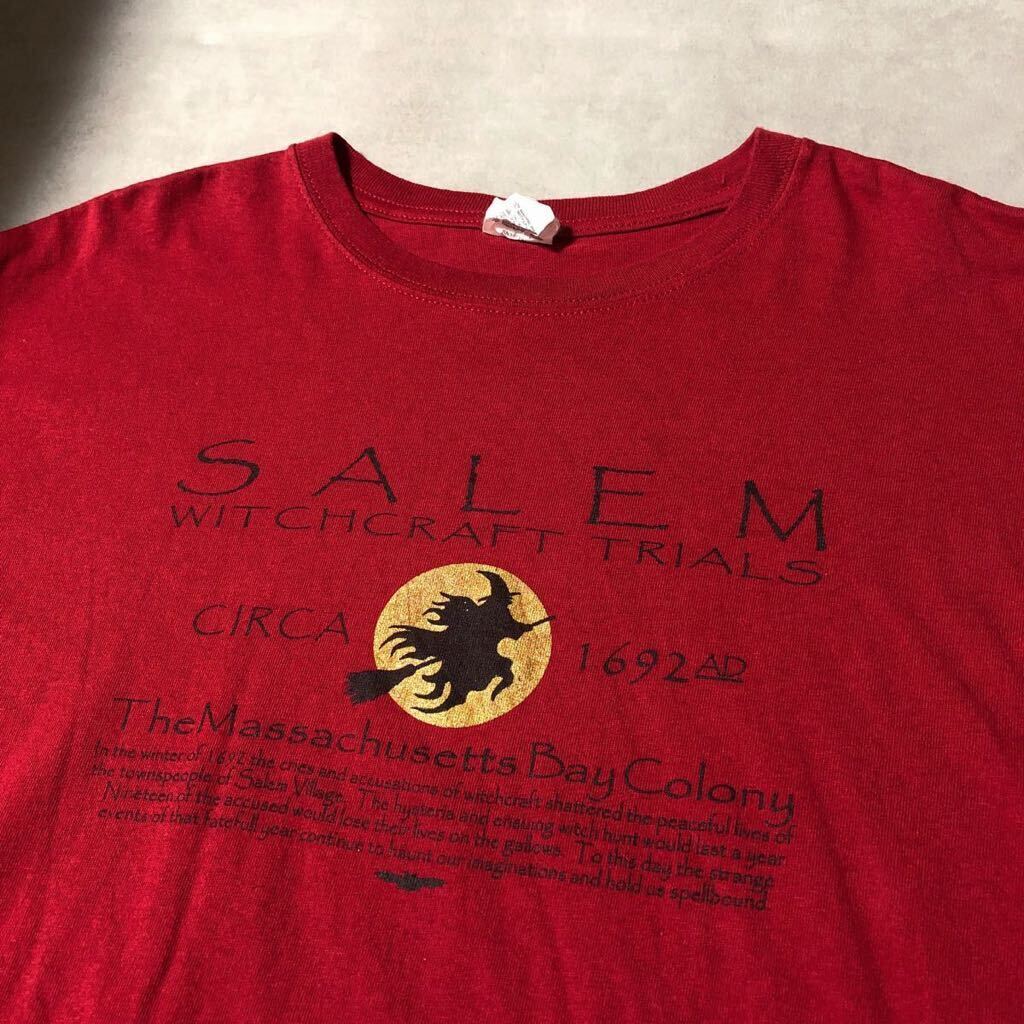 SALEM
WITCHCRAFT TRIALS
CIRCA 1692 AD
The Massachusetts Bay Colony
In the winter of 1692 the cries and accusations of witchcraft shattered the peaceful lives of
the townspeople of Salem Village. The hysteria and ensuing witch hunt would last a year.
Nineteen of the accused would lose their lives on the gallows. To this day the strange
events of that fatefull year continue to haunt our imaginations and hold us spellbound.